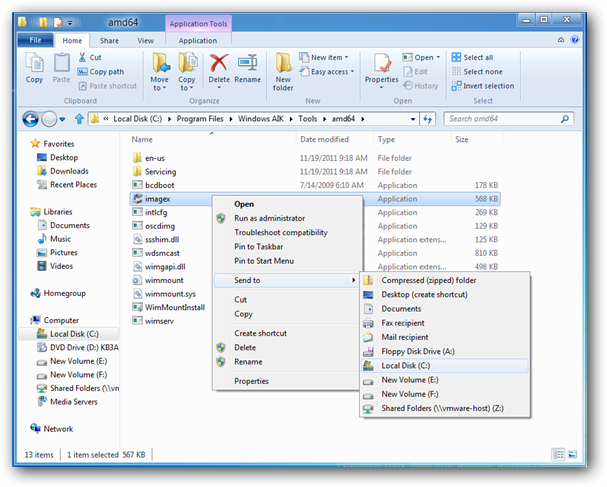 amd64
Application Tools
File Home Share View Application
Copy
Paste
Cut
Copy path
Paste shortcut
Clipboard
Move to
Copy to
Delete
Rename
Organize
New folder
New item
Easy access
New
Properties
Open
Edit
History
Open
Select all
Select none
Invert selection
Select
Local Disk (C:) Program Files Windows AIK Tools amd64
Search amd64
Name Date modified Type Size
en-us 11/19/2011 9:18 AM File folder
Servicing 11/19/2011 9:18 AM File folder
bcdboot 7/14/2009 6:10 AM Application 178 KB
imagex Application 568 KB
intlcfg Application 269 KB
oscdimg Application 129 KB
ssshim.dll Application extens... 125 KB
wdsmcast Application 810 KB
wimgapi.dll Application extens... 498 KB
wimmount
wimmount.sys
WimMountInstall
wimserv
Favorites
Desktop
Downloads
Recent Places
Libraries
Documents
Music
Pictures
Videos
Homegroup
Computer
Local Disk (C:)
DVD Drive (D:) KB3A
New Volume (E:)
New Volume (F:)
Shared Folders (\\vm
Media Servers
Network
Open
Run as administrator
Troubleshoot compatibility
Pin to Taskbar
Pin to Start Menu
Send to
Cut
Copy
Create shortcut
Delete
Rename
Properties
Compressed (zipped) folder
Desktop (create shortcut)
Documents
Fax recipient
Mail recipient
Floppy Disk Drive (A:)
Local Disk (C:)
New Volume (E:)
New Volume (F:)
Shared Folders (\\vmware-host) (Z:)
13 items 1 item selected 567 KB